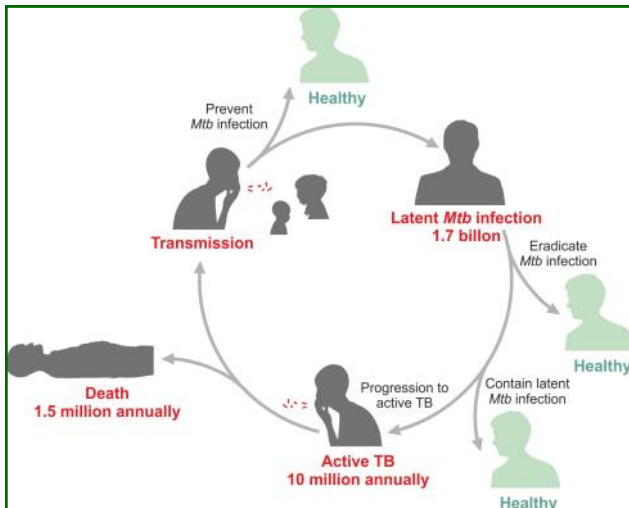 Healthy
Prevent
Mtb infection
Transmission
Latent Mtb infection
1.7 billon
Eradicate
Mtb infection
Healthy
Contain latent
Mtb infection
Healthy
Progression to
active TB
Active TB
10 million annually
Death
1.5 million annually